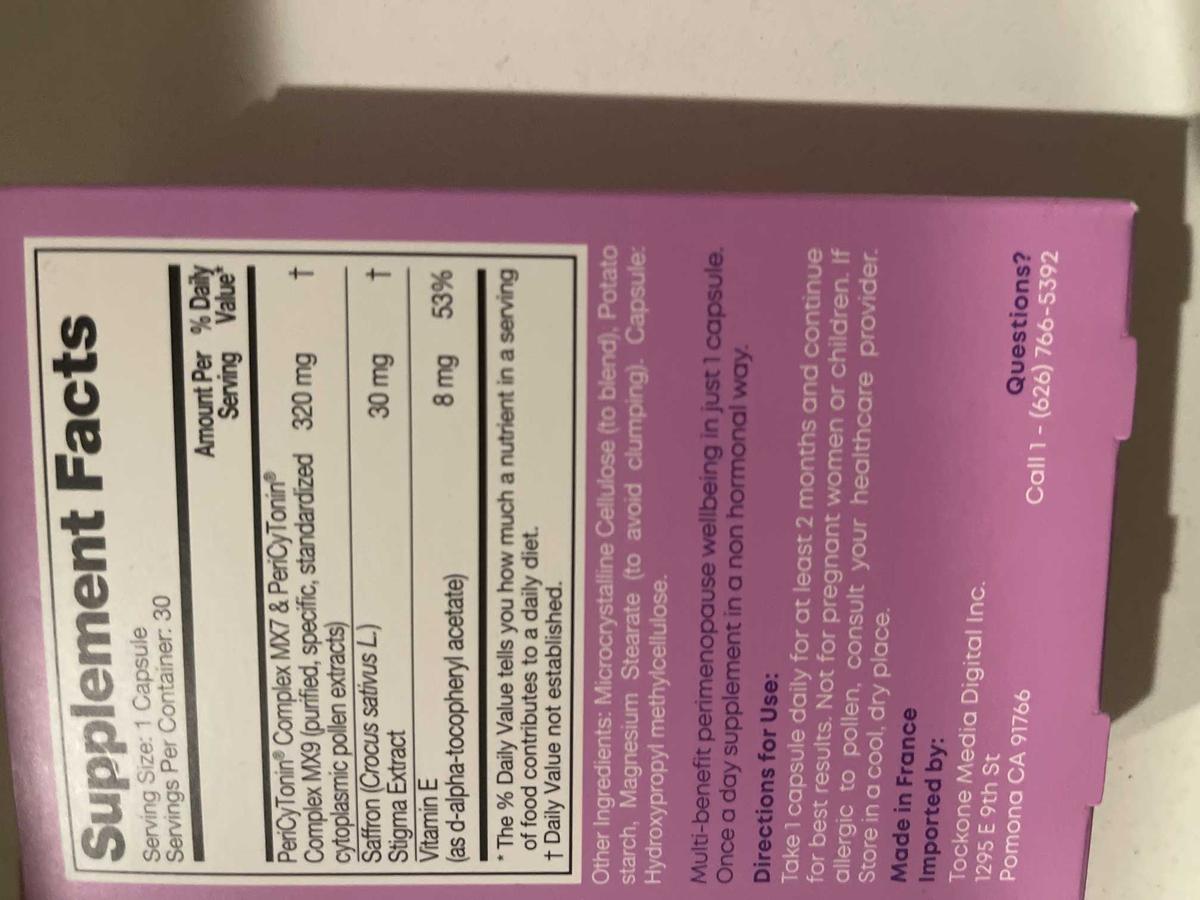 Supplement Facts
Serving Size: 1 Capsule
Servings Per Container: 30
Amount Per Serving % Daily Value*
PeriCyTonin® Complex MX7 & PeriCyTonin®
Complex MX9 (purified, specific, standardized 320 mg †
cytoplasmic pollen extracts)
Saffron (Crocus sativus L.) 30 mg †
Stigma Extract
Vitamin E 8 mg 53%
(as d-alpha-tocopheryl acetate)
* The % Daily Value tells you how much a nutrient in a serving
of food contributes to a daily diet.
† Daily Value not established.
Other Ingredients: Microcrystalline Cellulose (to blend), Potato
starch, Magnesium Stearate (to avoid clumping). Capsule:
Hydroxypropyl methylcellulose.
Multi-benefit perimenopause wellbeing in just 1 capsule.
Once a day supplement in a non hormonal way.
Directions for Use:
Take 1 capsule daily for at least 2 months and continue
for best results. Not for pregnant women or children. If
allergic to pollen, consult your healthcare provider.
Store in a cool, dry place.
Made in France
Imported by:
Tockone Media Digital Inc.
1295 E 9th St
Pomona CA 91766
Questions?
Call 1 - (626) 766-5392